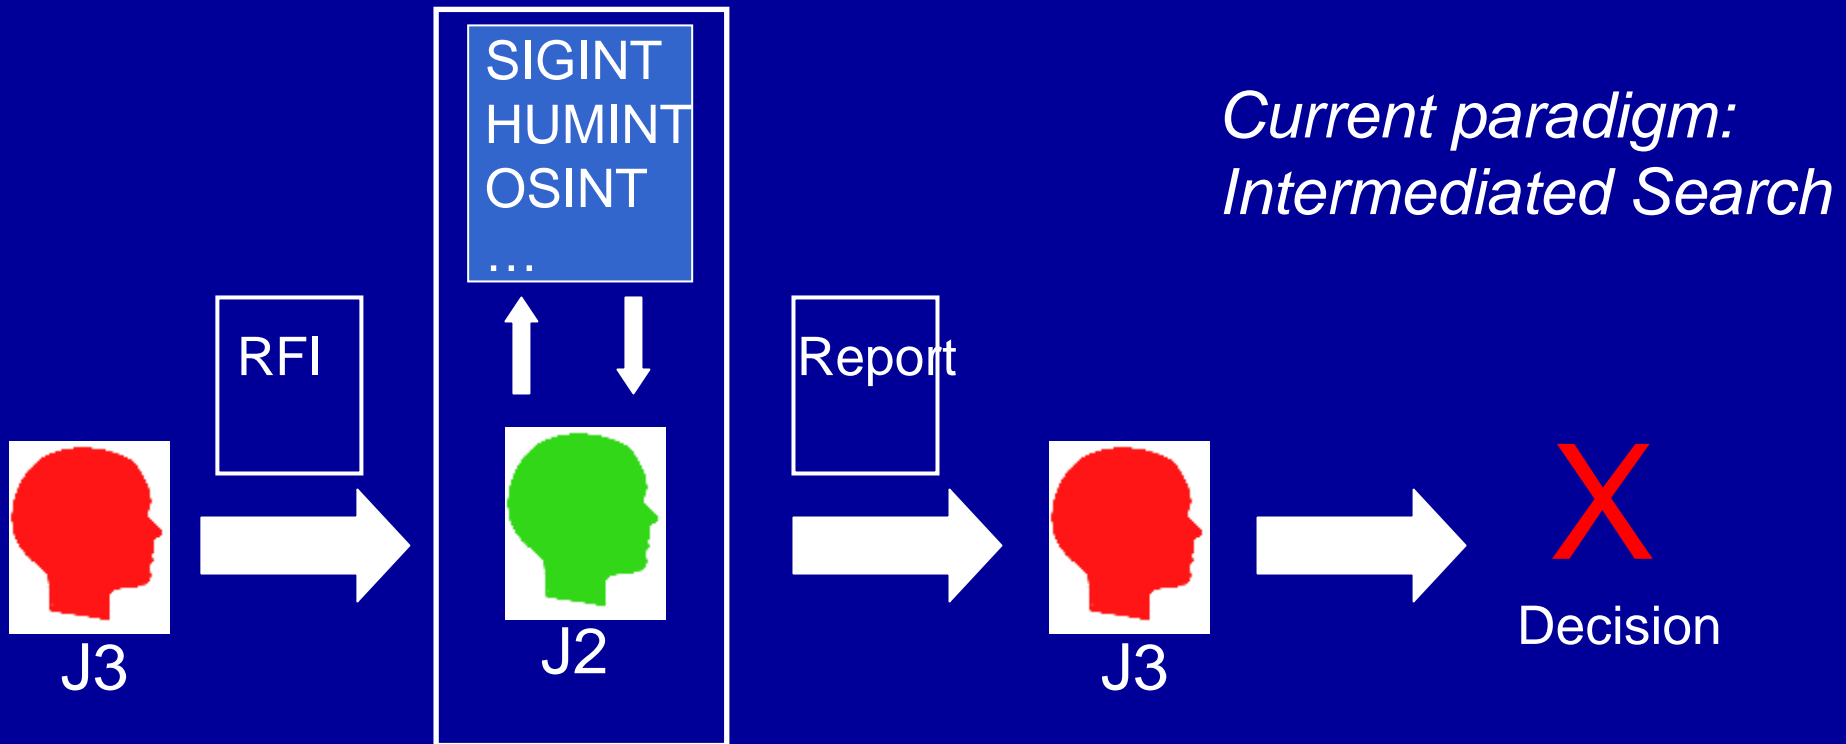 SIGINT
HUMINT
OSINT
…
Current paradigm:
Intermediated Search
RFI
Report
J3
J2
J3
X
Decision